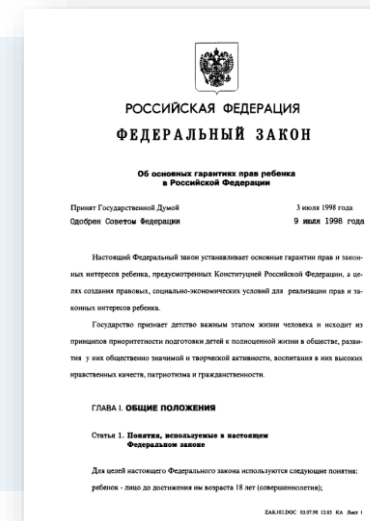 РОССИЙСКАЯ ФЕДЕРАЦИЯ
ФЕДЕРАЛЬНЫЙ ЗАКОН
Об основных гарантиях прав ребенка
в Российской Федерации
Принят Государственной Думой 3 июля 1998 года
Одобрен Советом Федерации 9 июля 1998 года
Настоящий Федеральный закон устанавливает основные гарантии прав и закон-
ных интересов ребенка, предусмотренных Конституцией Российской Федерации, в це-
лях создания правовых, социально-экономических условий для реализации прав и за-
конных интересов ребенка.
Государство признает детство важным этапом жизни человека и исходит из
принципов приоритетности подготовки детей к полноценной жизни в обществе, разви-
тия у них общественно значимой и творческой активности, воспитания в них высоких
нравственных качеств, патриотизма и гражданственности.
ГЛАВА I. ОБЩИЕ ПОЛОЖЕНИЯ
Статья 1. Понятия, используемые в настоящем
Федеральном законе
Для целей настоящего Федерального закона используются следующие понятия:
ребенок - лицо до достижения им возраста 18 лет (совершеннолетия);